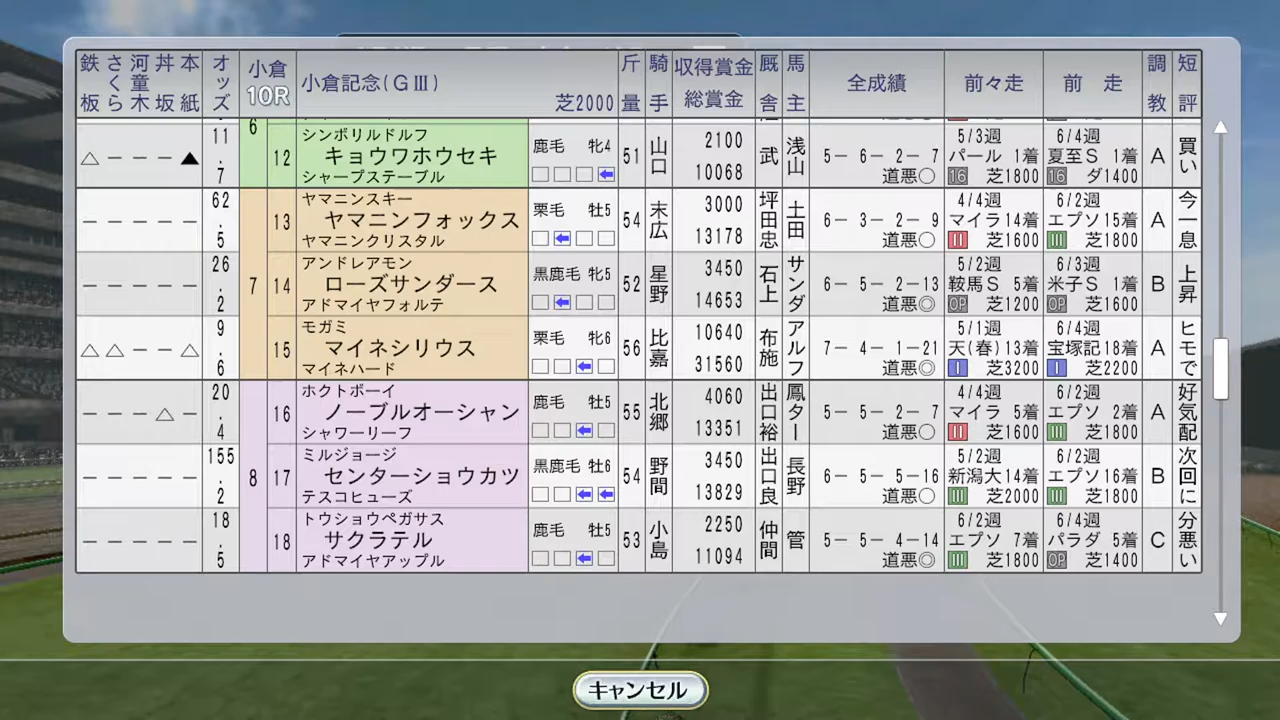 鉄板 さくら 河童木 丼坂 本紙 オッズ 小倉 10R 小倉記念(GⅢ) 芝2000 斤量 騎手 収得賞金 総賞金 厩舎 馬主 全成績 前々走 前 走 調教 短評
6
△ － － － ▲ 11.7 12 シンボリルドルフ
キョウワホウセキ
シャープステーブル
鹿毛 牝4 51 山口 2100
10068
武 浅山 5－ 6－ 2－ 7
道悪○
5/3週
パール 1着
16 芝1800
6/4週
夏至S 1着
16 ダ1400
A 買い
－ － － － － 62.5 7 13 ヤマニンスキー
ヤマニンフォックス
ヤマニンクリスタル
栗毛 牡5 54 末広 3000
13178
坪田忠 土田 6－ 3－ 2－ 9
道悪○
4/4週
マイラ14着
II 芝1600
6/2週
エプソ15着
III 芝1800
A 今一息
－ － － － － 26.2 14 アンドレアモン
ローズサンダース
アドマイヤフォルテ
黒鹿毛 牝5 52 星野 3450
14653
石上 サンダ 6－ 5－ 2－13
道悪◎
5/2週
鞍馬S 5着
OP 芝1200
6/3週
米子S 1着
OP 芝1600
B 上昇
△ △ － － △ 9.6 15 モガミ
マイネシリウス
マイネハード
栗毛 牝6 56 比嘉 10640
31560
布施 アルフ 7－ 4－ 1－21
道悪◎
5/1週
天(春)13着
I 芝3200
6/4週
宝塚記18着
I 芝2200
A ヒモで
－ － － △ － 20.4 8 16 ホクトボーイ
ノーブルオーシャン
シャワーリーフ
鹿毛 牡5 55 北郷 4060
13351
出口裕 鳳ター 5－ 5－ 2－ 7
道悪○
4/4週
マイラ 5着
II 芝1600
6/2週
エプソ 2着
III 芝1800
A 好気配
－ － － － － 155.2 17 ミルジョージ
センターショウカツ
テスコヒューズ
黒鹿毛 牡6 54 野間 3450
13829
出口良 長野 6－ 5－ 5－16
道悪○
5/2週
新潟大14着
III 芝2000
6/2週
エプソ16着
III 芝1800
B 次回に
－ － － － － 18.5 18 トウショウペガサス
サクラテル
アドマイヤアップル
鹿毛 牡5 53 小島 2250
11094
仲間 管 5－ 5－ 4－14
道悪◎
6/2週
エプソ 7着
III 芝1800
6/4週
パラダ 5着
OP 芝1400
C 分悪い
キャンセル